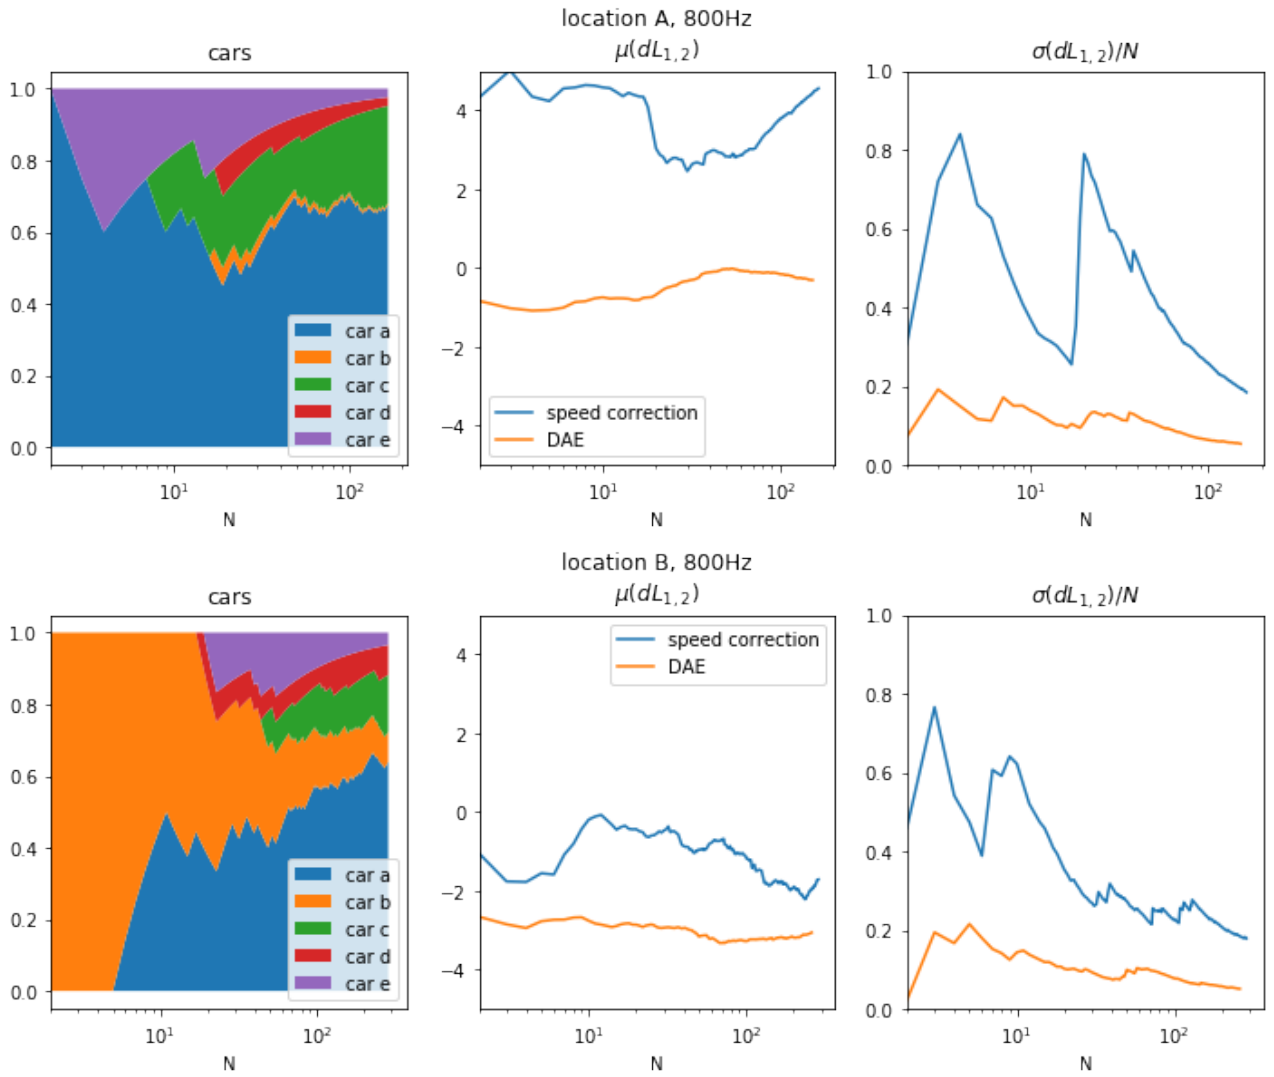 location A, 800Hz
cars
μ(dL1,2)
σ(dL1,2)/N
1.0
0.8
0.6
0.4
0.2
0.0
car a
car b
car c
car d
car e
10¹
10²
N
4
2
0
−2
−4
speed correction
DAE
10¹
10²
N
1.0
0.8
0.6
0.4
0.2
0.0
10¹
10²
N
location B, 800Hz
cars
μ(dL1,2)
σ(dL1,2)/N
1.0
0.8
0.6
0.4
0.2
0.0
car a
car b
car c
car d
car e
10¹
10²
N
4
2
0
−2
−4
speed correction
DAE
10¹
10²
N
1.0
0.8
0.6
0.4
0.2
0.0
10¹
10²
N